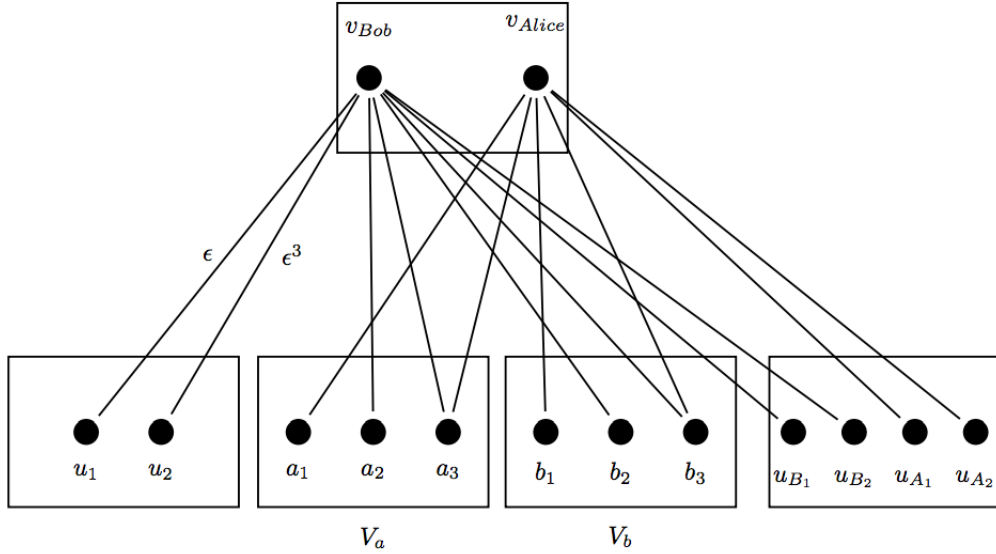 v_{Bob} v_{Alice}
ϵ ϵ^3
u_1 u_2 a_1 a_2 a_3 b_1 b_2 b_3 u_{B_1} u_{B_2} u_{A_1} u_{A_2}
V_a V_b